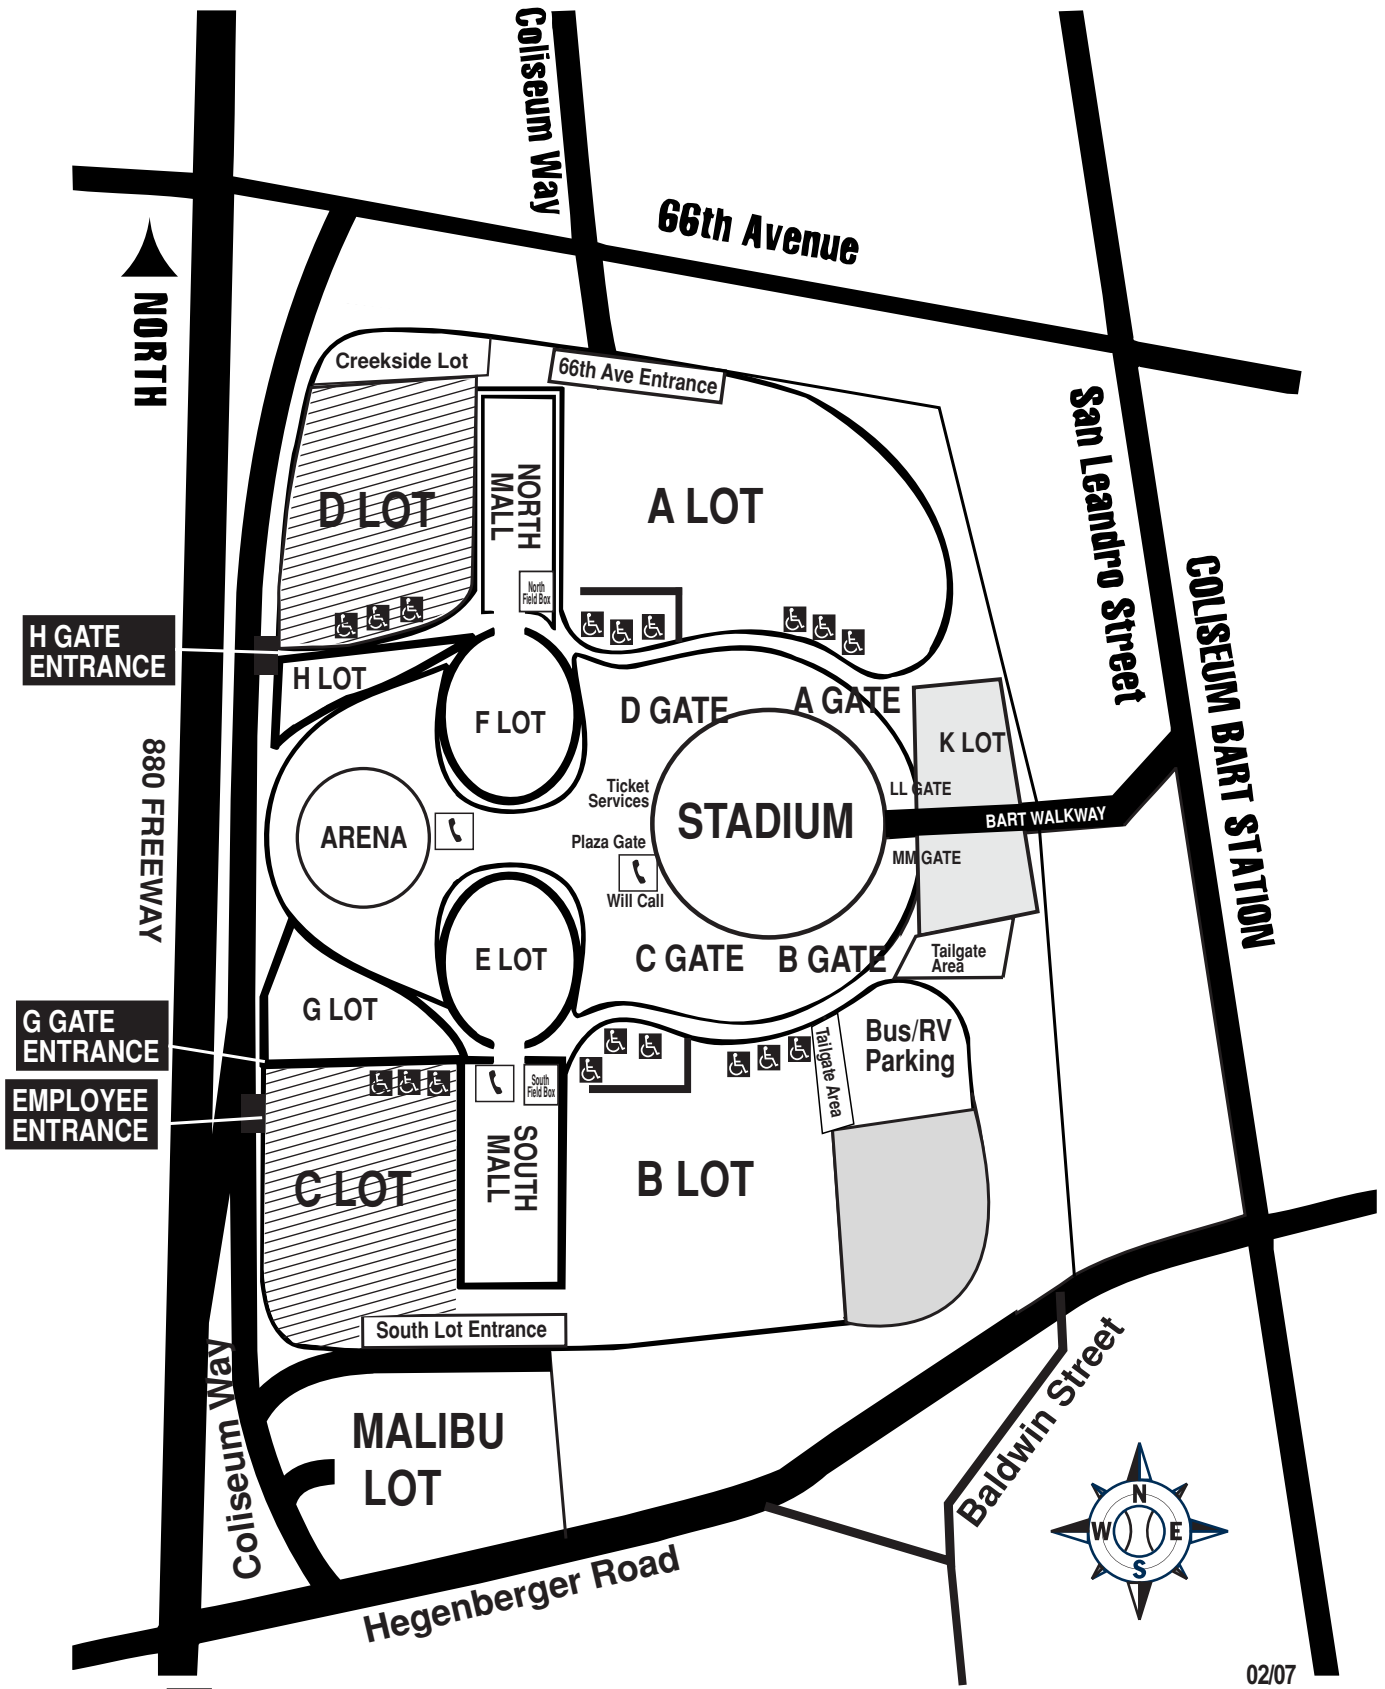 Coliseum Way
66th Avenue
NORTH
Creekside Lot
66th Ave Entrance
San Leandro Street
D LOT
NORTH
MALL
A LOT
COLISEUM BART STATION
North
Field Box
H GATE
ENTRANCE
H LOT
F LOT
D GATE
A GATE
K LOT
880 FREEWAY
Ticket
Services
LL GATE
ARENA
STADIUM
BART WALKWAY
Plaza Gate
MM GATE
Will Call
E LOT
C GATE
B GATE
Tailgate
Area
G LOT
G GATE
ENTRANCE
Bus/RV
Parking
Tailgate Area
EMPLOYEE
ENTRANCE
South
Field Box
SOUTH
MALL
C LOT
B LOT
South Lot Entrance
Coliseum Way
MALIBU
LOT
Baldwin Street
Hegenberger Road
N
W
E
S
02/07